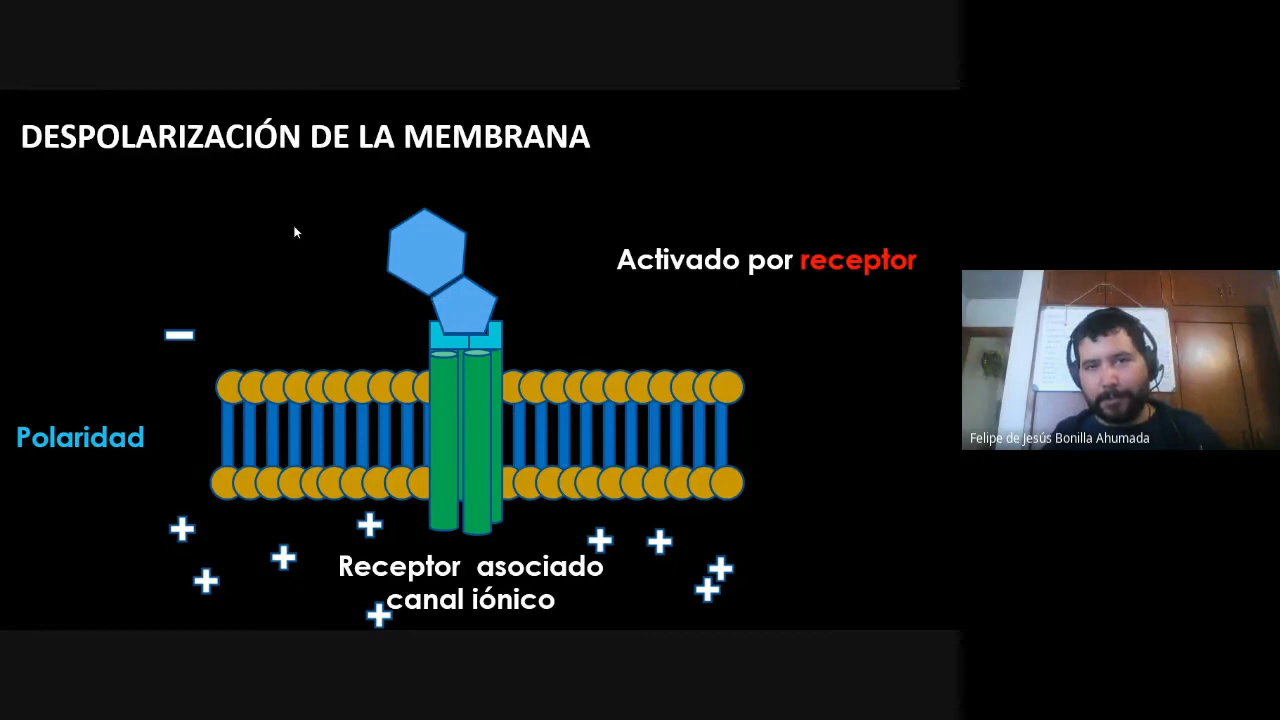 DESPOLARIZACIÓN DE LA MEMBRANA
Activado por receptor
Polaridad
Receptor asociado
canal iónico
Felipe de Jesús Bonilla Ahumada